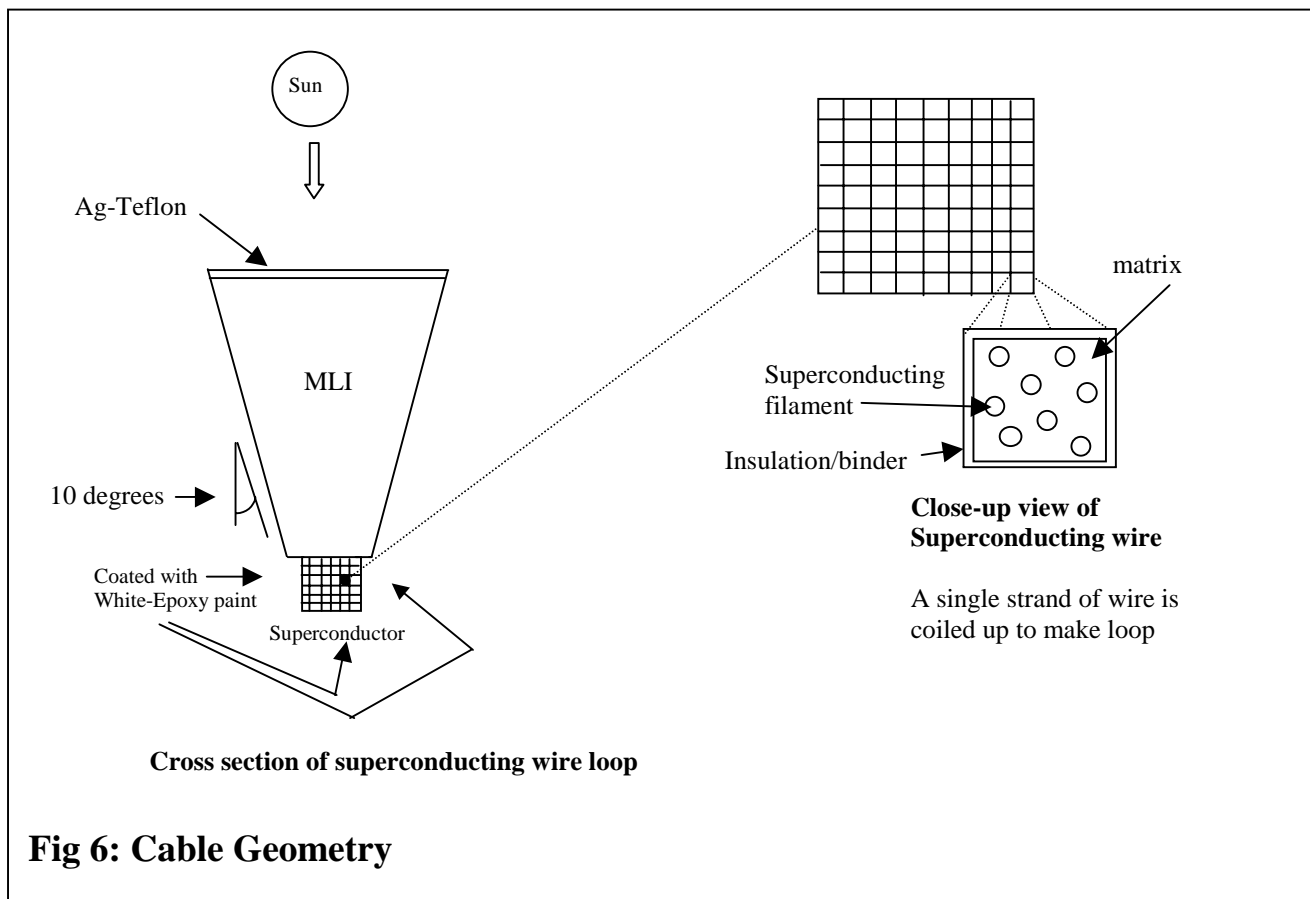 Sun
Ag-Teflon
MLI
10 degrees
Coated with
White-Epoxy paint
Superconductor
matrix
Superconducting
filament
Insulation/binder
Close-up view of
Superconducting wire
A single strand of wire is
coiled up to make loop
Cross section of superconducting wire loop
Fig 6: Cable Geometry